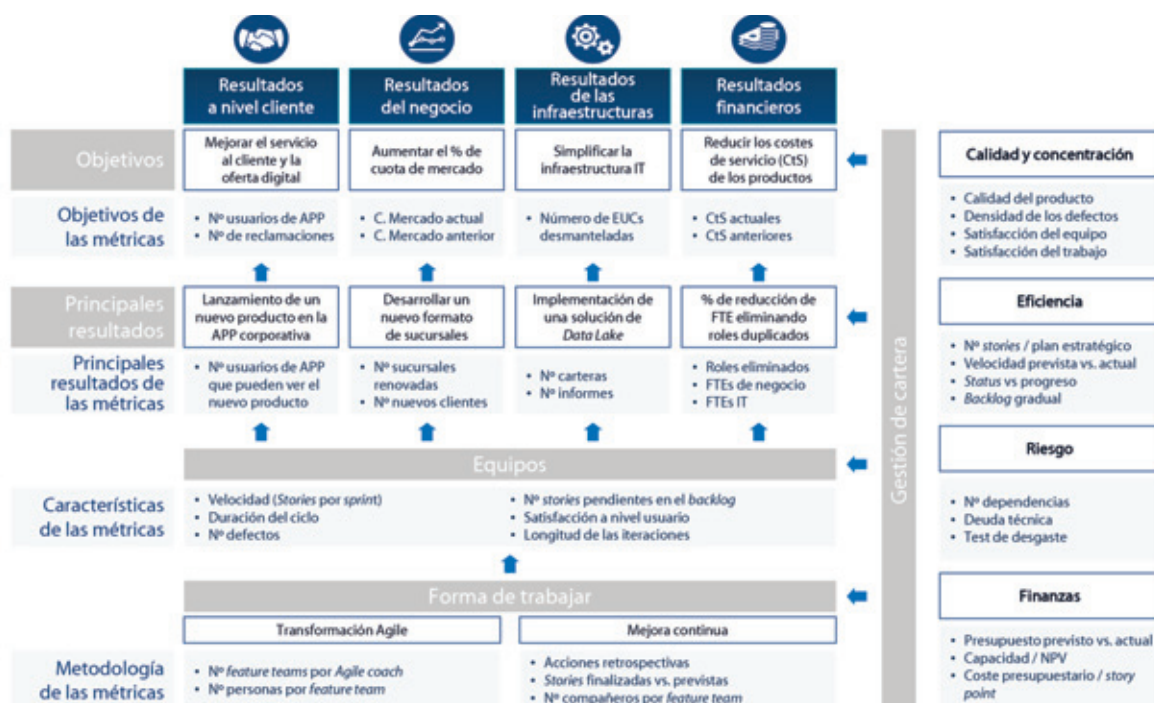 Resultados
a nivel cliente
Resultados
del negocio
Resultados
de las
infraestructuras
Resultados
financieros
Objetivos
Mejorar el servicio
al cliente y la
oferta digital
Aumentar el % de
cuota de mercado
Simplificar la
infraestructura IT
Reducir los costes
de servicio (CtS)
de los productos
Objetivos de
las métricas
• Nº usuarios de APP
• Nº de reclamaciones
• C. Mercado actual
• C. Mercado anterior
• Número de EUCs
desmanteladas
• CtS actuales
• CtS anteriores
Principales
resultados
Lanzamiento de un
nuevo producto en la
APP corporativa
Desarrollar un
nuevo formato
de sucursales
Implementación de
una solución de
Data Lake
% de reducción de
FTE eliminando
roles duplicados
Principales
resultados de
las métricas
• Nº usuarios de APP
que pueden ver el
nuevo producto
• Nº sucursales
renovadas
• Nº nuevos clientes
• Nº carteras
• Nº informes
• Roles eliminados
• FTEs de negocio
• FTEs IT
Equipos
Características
de las métricas
• Velocidad (Stories por sprint)
• Duración del ciclo
• Nº defectos
• Nº stories pendientes en el backlog
• Satisfacción a nivel usuario
• Longitud de las iteraciones
Forma de trabajar
Transformación Agile
Mejora continua
Metodología
de las métricas
• Nº feature teams por Agile coach
• Nº personas por feature team
• Acciones retrospectivas
• Stories finalizadas vs. previstas
• Nº compañeros por feature team
Gestión de cartera
Calidad y concentración
• Calidad del producto
• Densidad de los defectos
• Satisfacción del equipo
• Satisfacción del trabajo
Eficiencia
• Nº stories / plan estratégico
• Velocidad prevista vs. actual
• Status vs progreso
• Backlog gradual
Riesgo
• Nº dependencias
• Deuda técnica
• Test de desgaste
Finanzas
• Presupuesto previsto vs. actual
• Capacidad / NPV
• Coste presupuestario / story
point